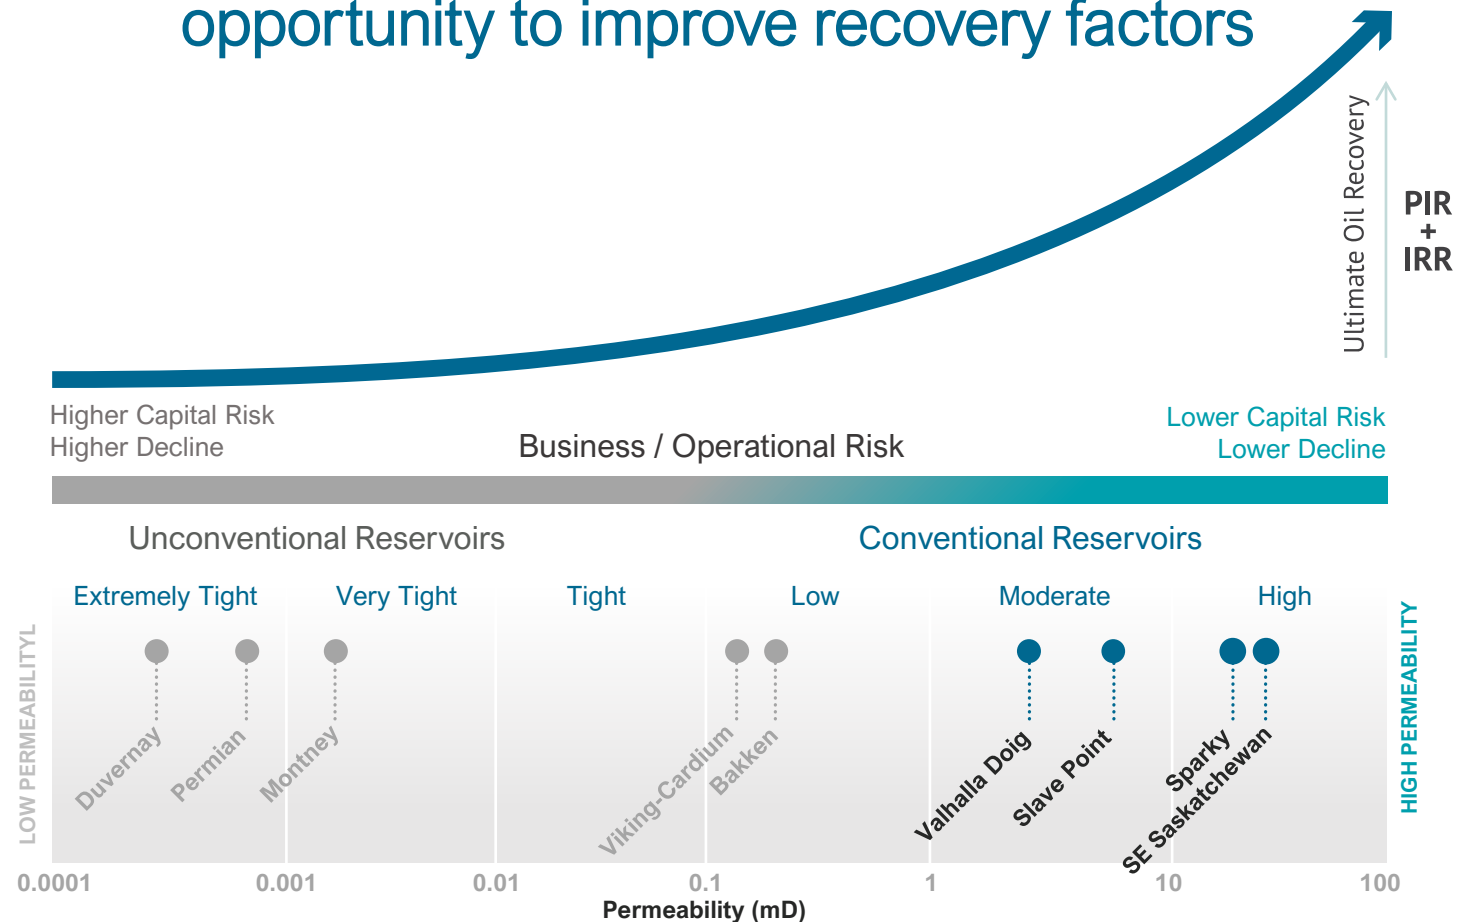 opportunity to improve recovery factors
Ultimate Oil Recovery
PIR
+
IRR
Higher Capital Risk
Higher Decline
Business / Operational Risk
Lower Capital Risk
Lower Decline
Unconventional Reservoirs
Conventional Reservoirs
Extremely Tight
Very Tight
Tight
Low
Moderate
High
LOW PERMEABILITYL
HIGH PERMEABILITY
Duvernay
Permian
Montney
Viking-Cardium
Bakken
Valhalla Doig
Slave Point
Sparky
SE Saskatchewan
0.0001
0.001
0.01
0.1
1
10
100
Permeability (mD)